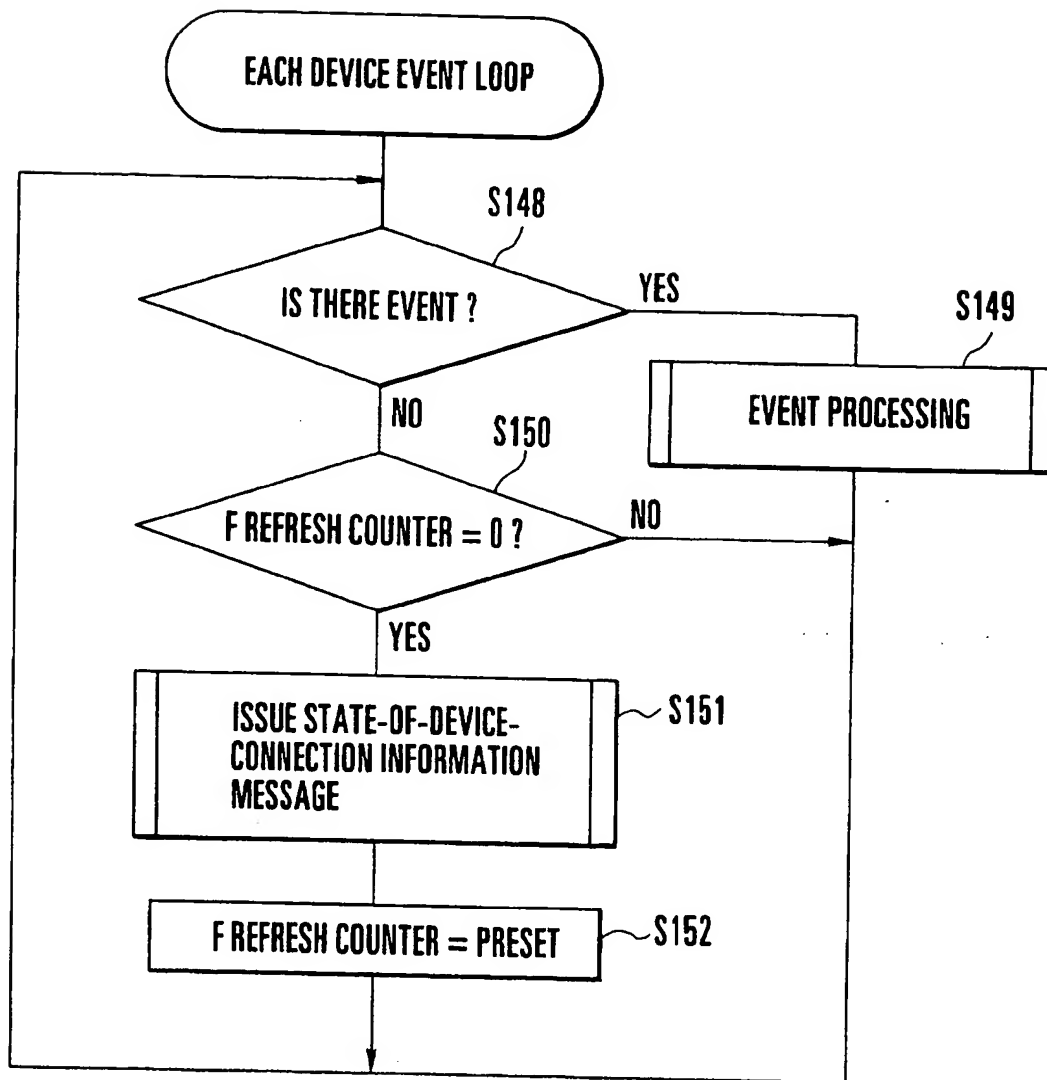 EACH DEVICE EVENT LOOP
S148
IS THERE EVENT ?
YES
S149
EVENT PROCESSING
NO
S150
F REFRESH COUNTER = 0 ?
NO
YES
ISSUE STATE-OF-DEVICE-
CONNECTION INFORMATION
MESSAGE
S151
F REFRESH COUNTER = PRESET
S152